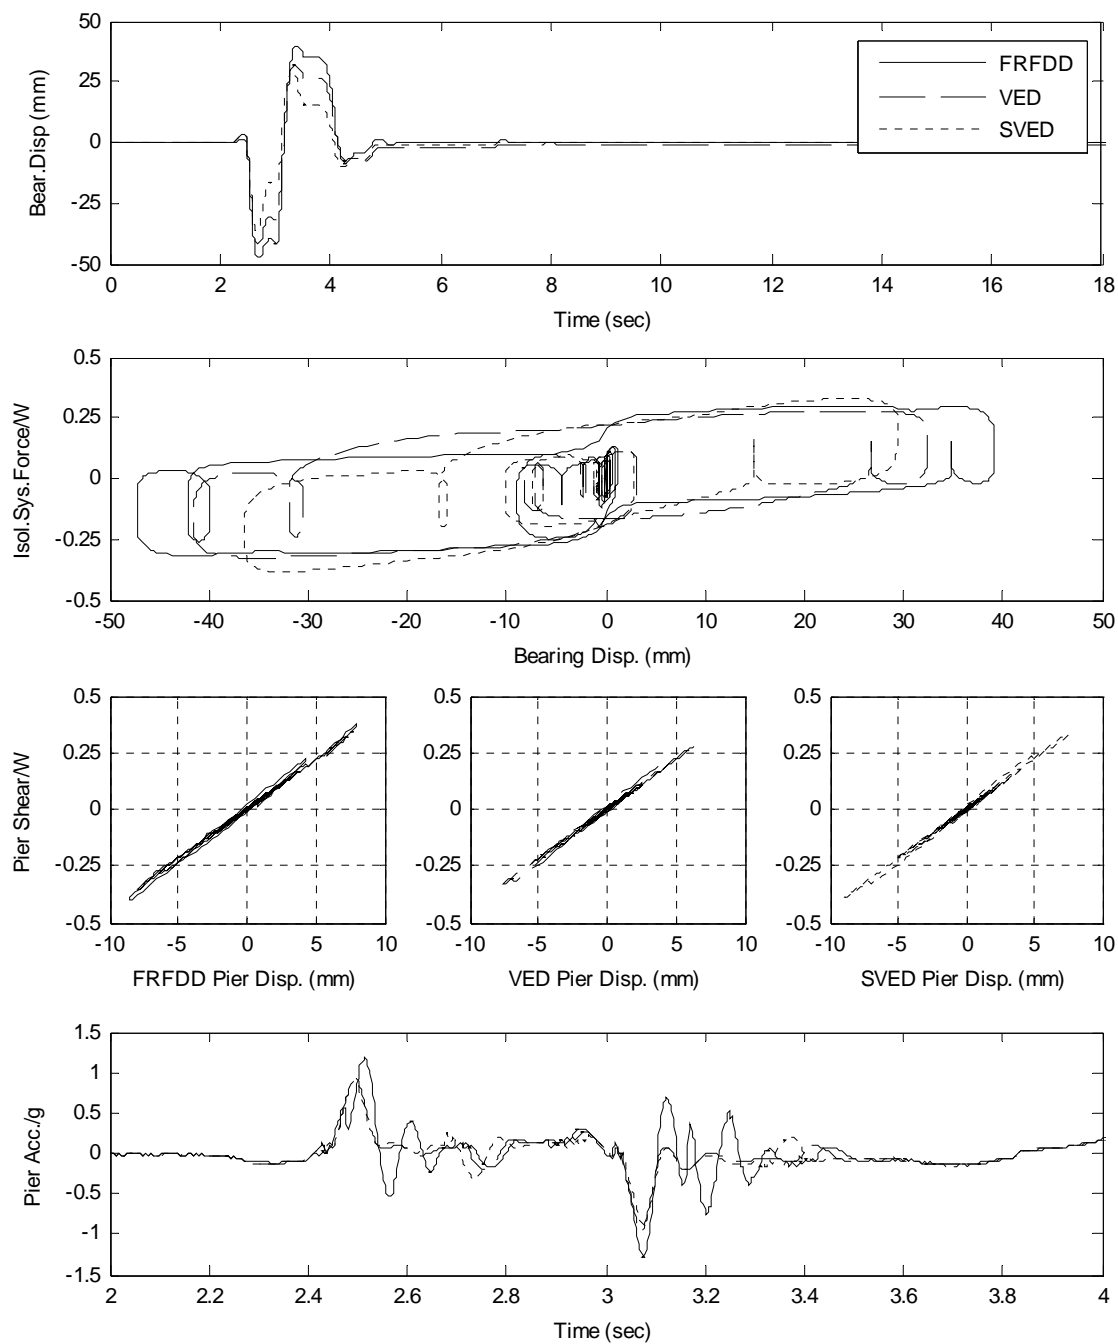 50
25
0
-25
-50
Bear.Disp (mm)
FRFDD
VED
SVED
0 2 4 6 8 10 12 14 16 18
Time (sec)
0.5
0.25
0
-0.25
-0.5
Isol.Sys.Force/W
-50 -40 -30 -20 -10 0 10 20 30 40 50
Bearing Disp. (mm)
0.5
0.25
0
-0.25
-0.5
Pier Shear/W
-10 -5 0 5 10
FRFDD Pier Disp. (mm)
0.5
0.25
0
-0.25
-0.5
-10 -5 0 5 10
VED Pier Disp. (mm)
0.5
0.25
0
-0.25
-0.5
-10 -5 0 5 10
SVED Pier Disp. (mm)
1.5
1
0.5
0
-0.5
-1
-1.5
Pier Acc./g
2 2.2 2.4 2.6 2.8 3 3.2 3.4 3.6 3.8 4
Time (sec)